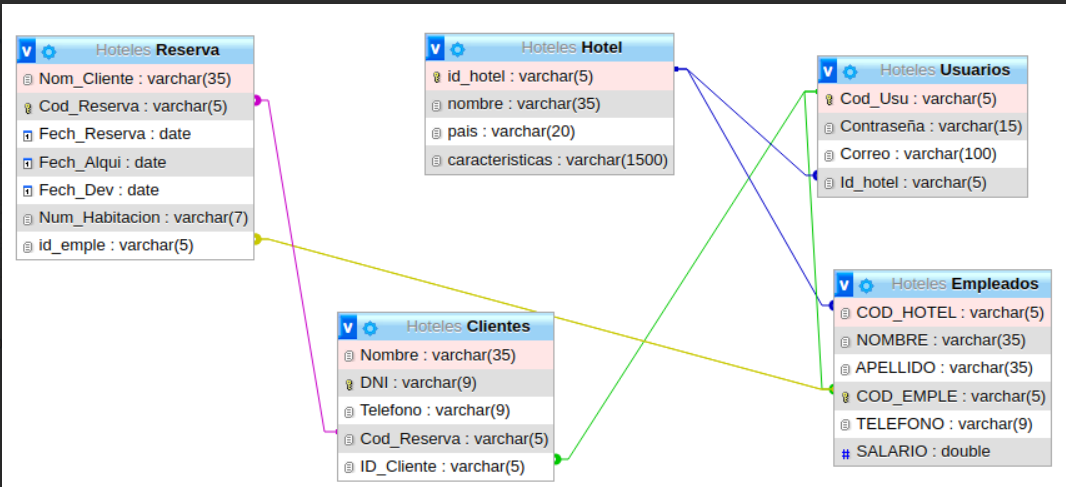 Hoteles Reserva
Nom_Cliente : varchar(35)
Cod_Reserva : varchar(5)
Fech_Reserva : date
Fech_Alqui : date
Fech_Dev : date
Num_Habitacion : varchar(7)
id_emple : varchar(5)
Hoteles Hotel
id_hotel : varchar(5)
nombre : varchar(35)
pais : varchar(20)
caracteristicas : varchar(1500)
Hoteles Usuarios
Cod_Usu : varchar(5)
Contraseña : varchar(15)
Correo : varchar(100)
Id_hotel : varchar(5)
Hoteles Clientes
Nombre : varchar(35)
DNI : varchar(9)
Telefono : varchar(9)
Cod_Reserva : varchar(5)
ID_Cliente : varchar(5)
Hoteles Empleados
COD_HOTEL : varchar(5)
NOMBRE : varchar(35)
APELLIDO : varchar(35)
COD_EMPLE : varchar(5)
TELEFONO : varchar(9)
# SALARIO : double